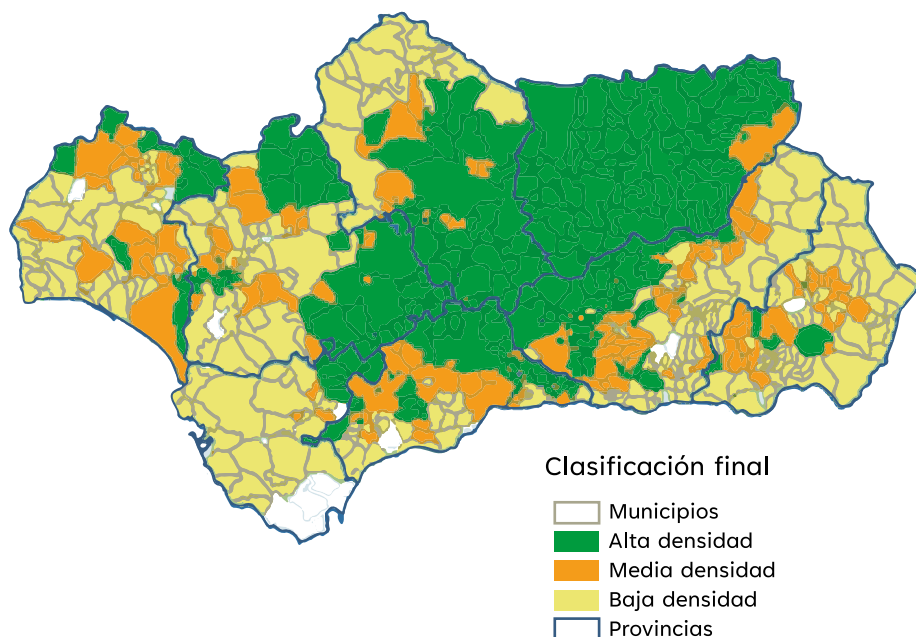 Clasificación final
Municipios
Alta densidad
Media densidad
Baja densidad
Provincias